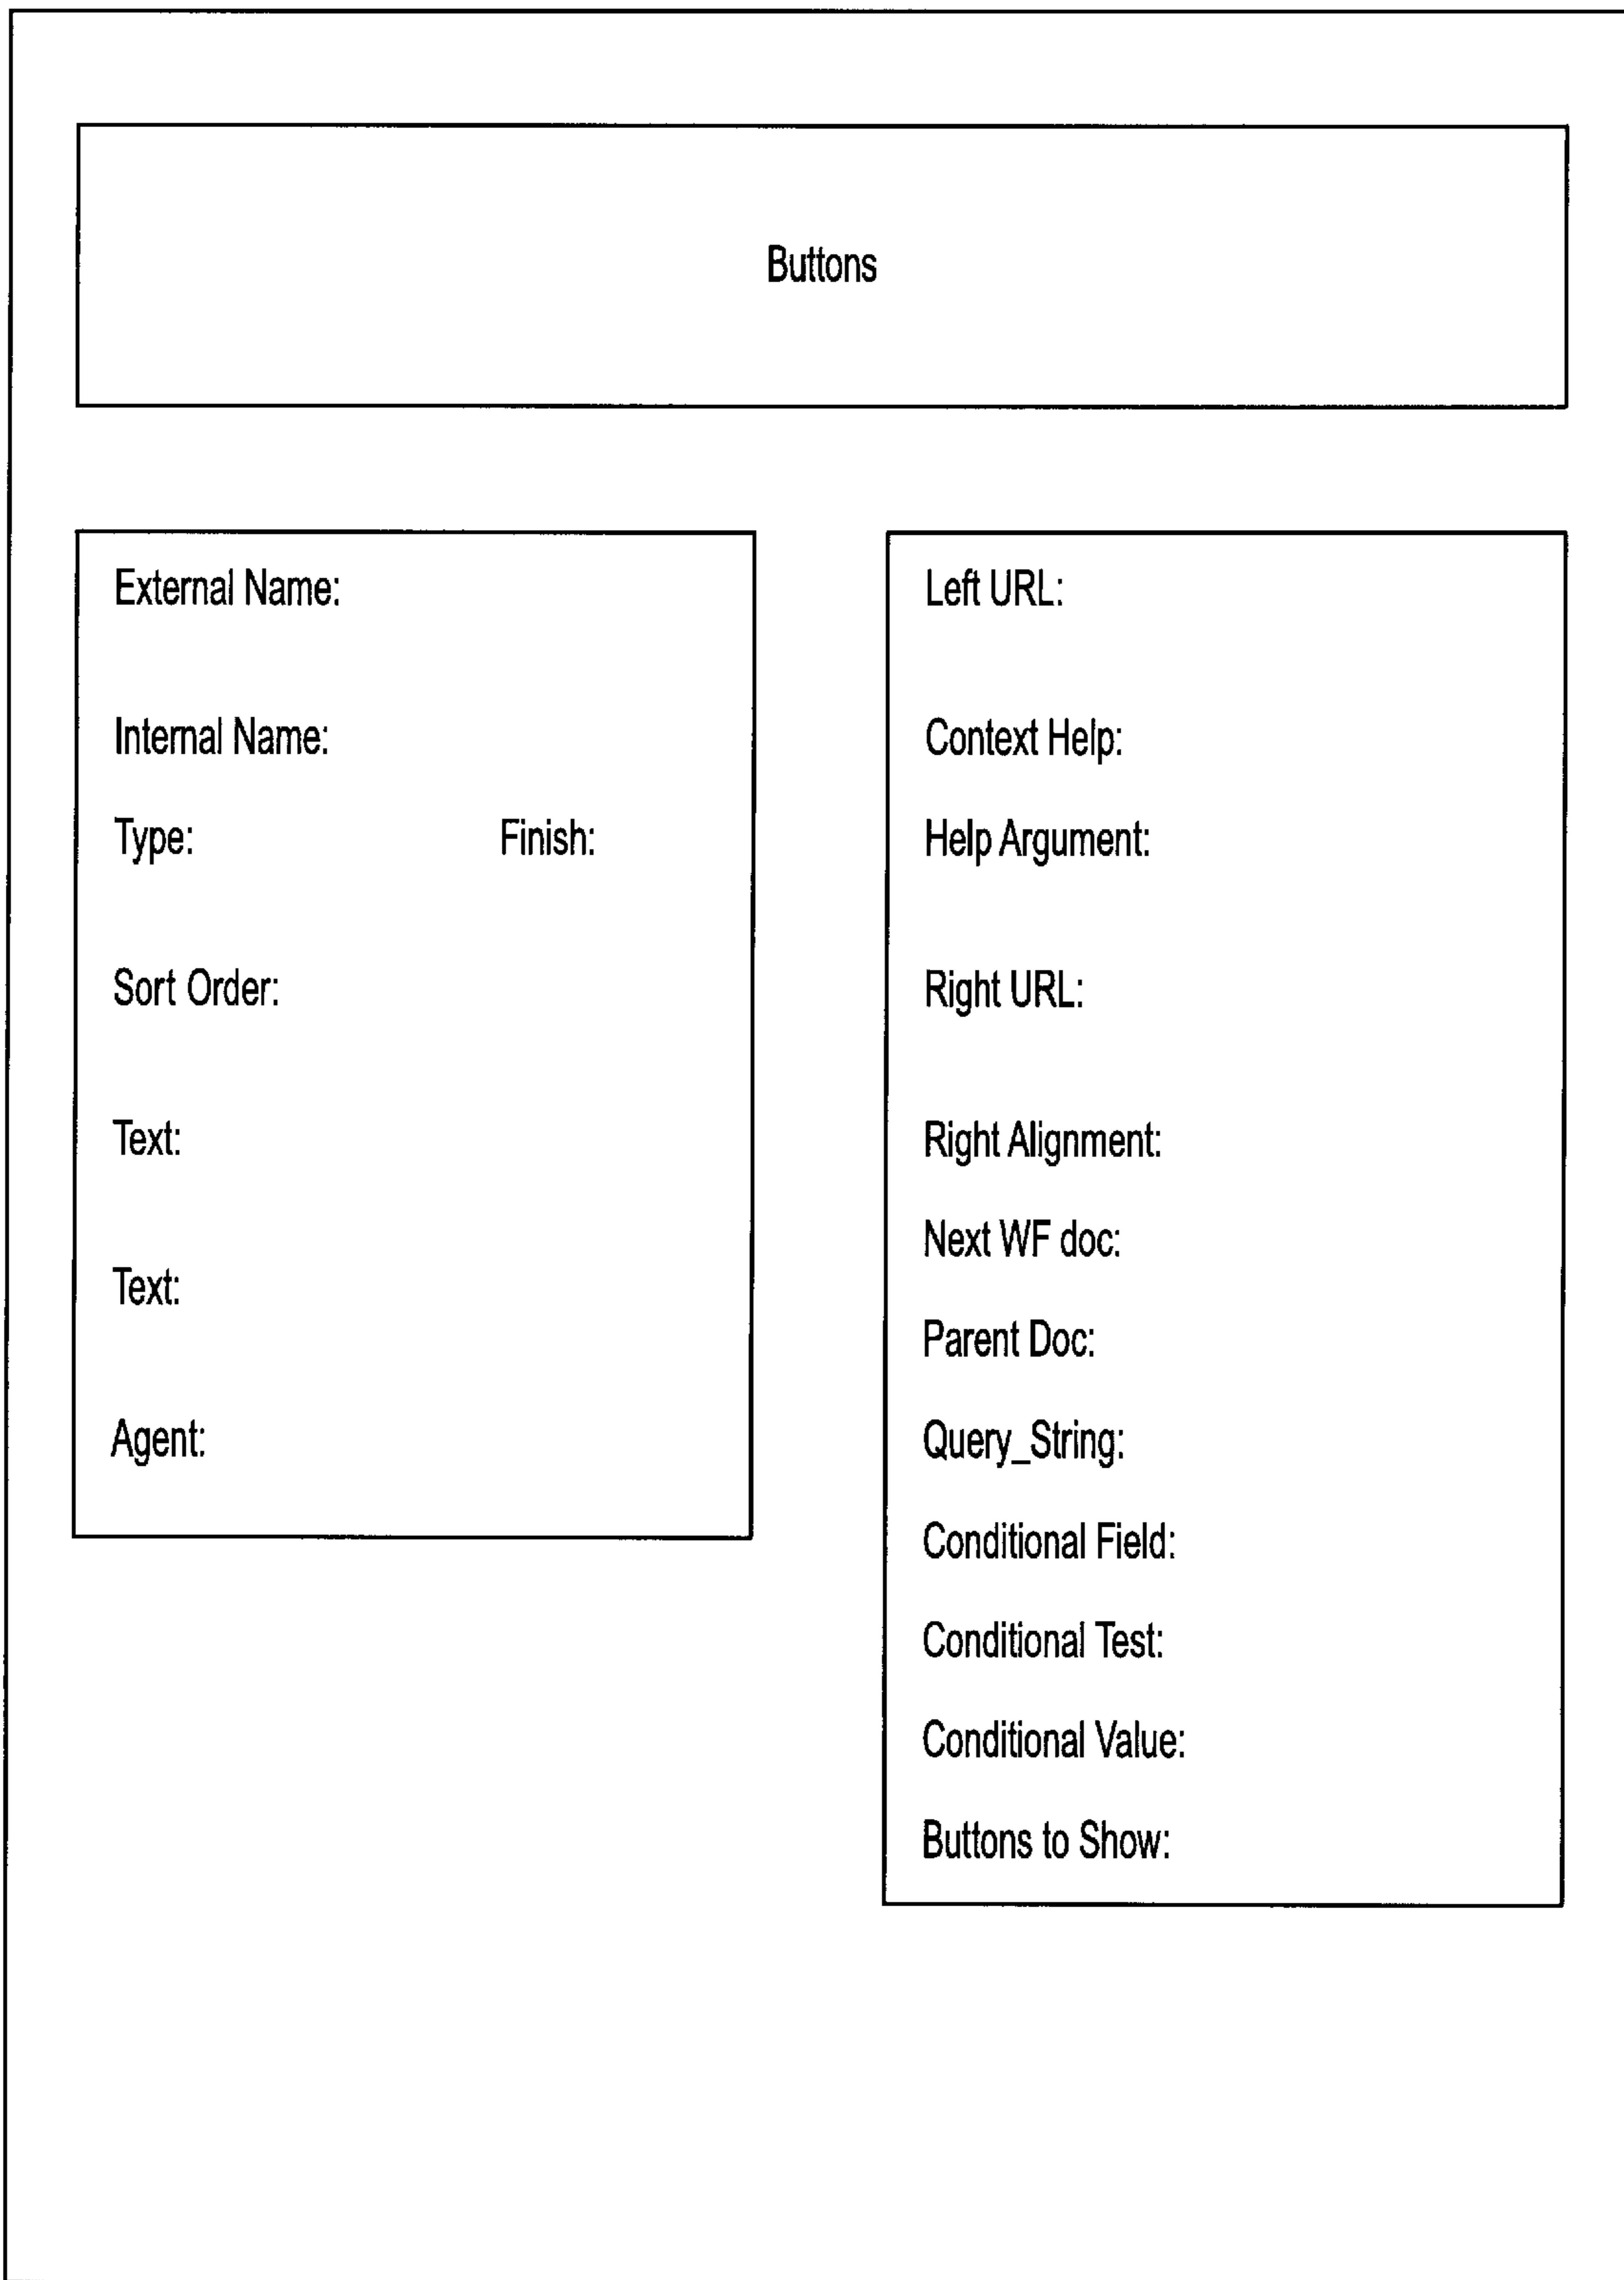 Buttons
External Name:
Internal Name:
Type: Finish:
Sort Order:
Text:
Text:
Agent:
Left URL:
Context Help:
Help Argument:
Right URL:
Right Alignment:
Next WF doc:
Parent Doc:
Query_String:
Conditional Field:
Conditional Test:
Conditional Value:
Buttons to Show: